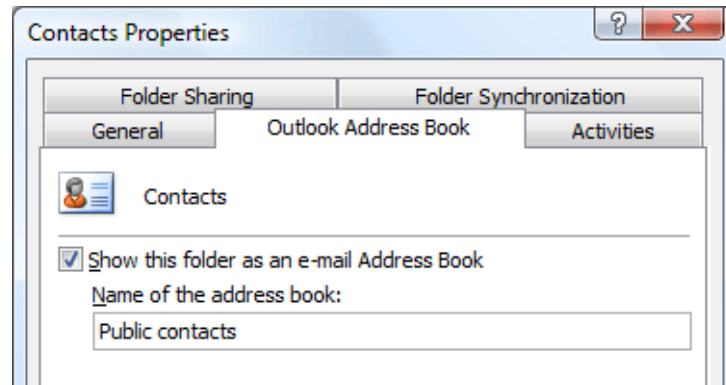 Contacts Properties
Folder Sharing Folder Synchronization
General Outlook Address Book Activities
Contacts
Show this folder as an e-mail Address Book
Name of the address book:
Public contacts